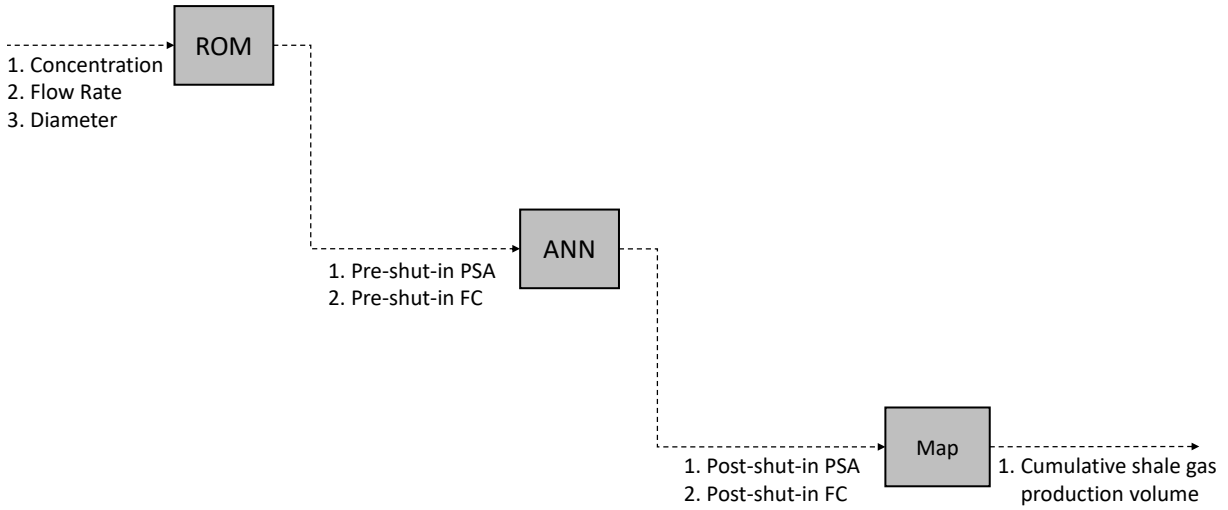 ROM
1. Concentration
2. Flow Rate
3. Diameter
ANN
1. Pre-shut-in PSA
2. Pre-shut-in FC
Map
1. Post-shut-in PSA
2. Post-shut-in FC
1. Cumulative shale gas
production volume